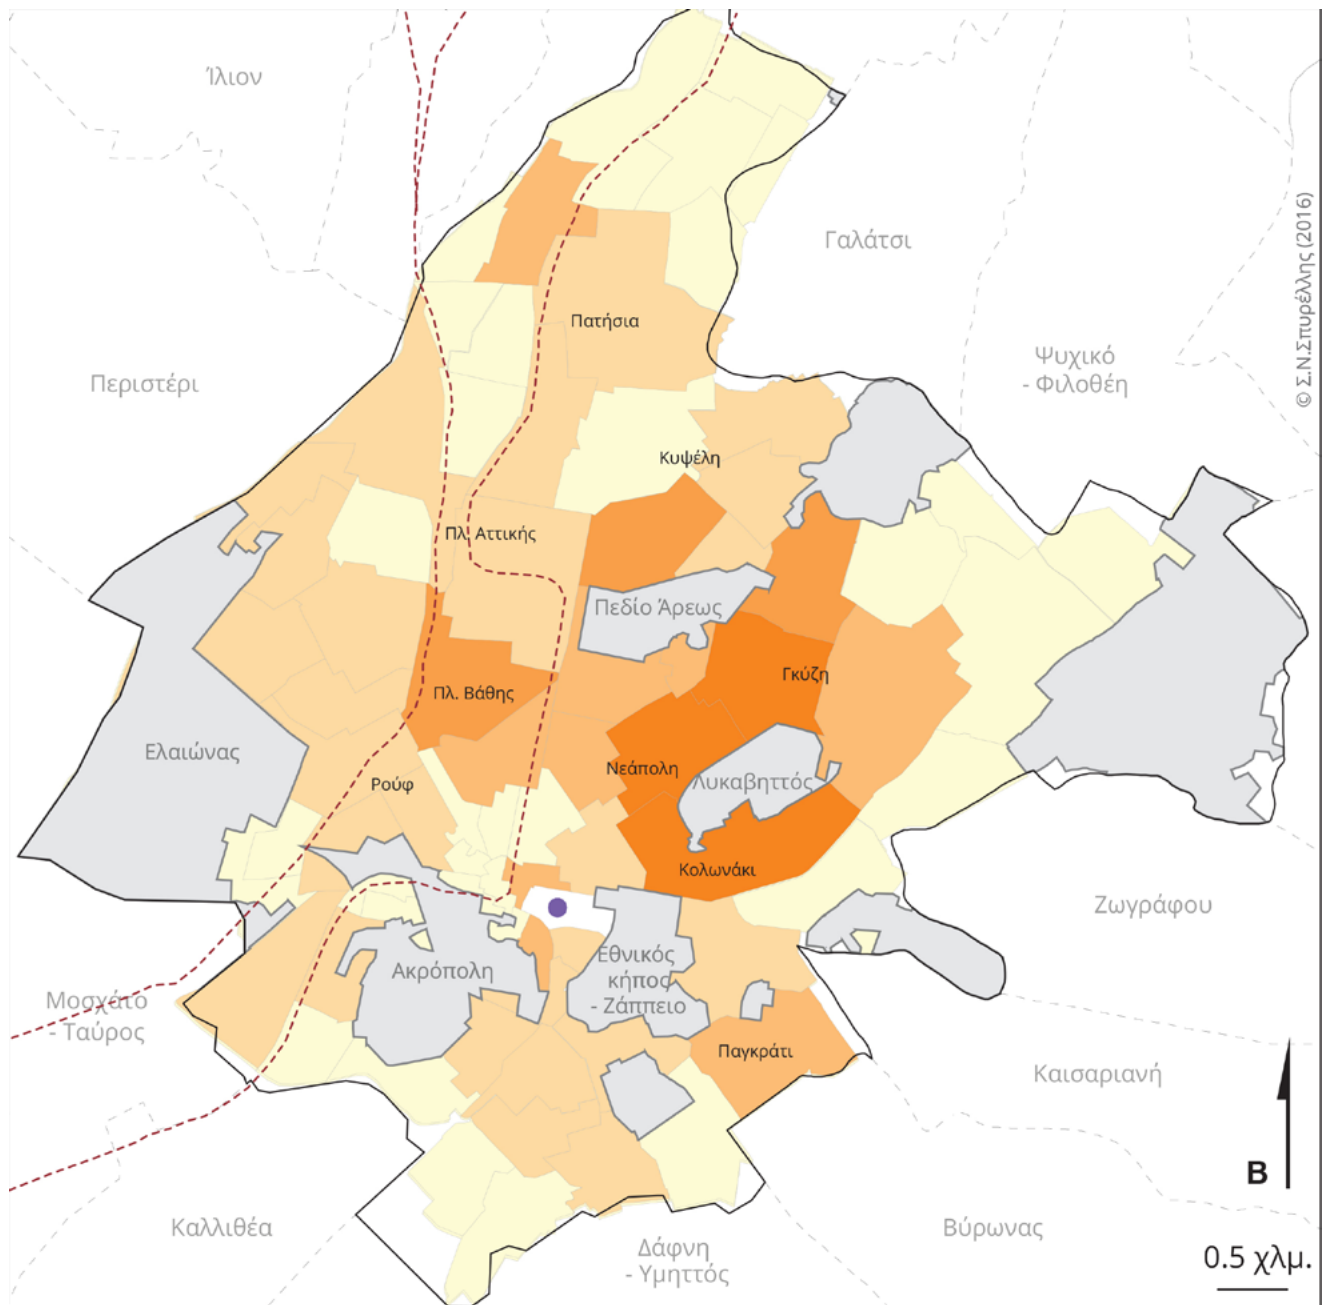 Ίλιον
© Σ.Ν.Σπυρέλλης (2016)
Γαλάτσι
Πατήσια
Ψυχικό
- Φιλοθέη
Περιστέρι
Κυψέλη
Πλ. Αττικής
Πεδίο Άρεως
Γκύζη
Πλ. Βάθης
Ελαιώνας
Νεάπολη
Λυκαβηττός
Ρούφ
Κολωνάκι
Ζωγράφου
Εθνικός
κήπος
- Ζάππειο
Ακρόπολη
Μοσχάτο
- Ταύρος
Παγκράτι
Καισαριανή
Β
Καλλιθέα
Βύρωνας
Δάφνη
- Υμηττός
0.5 χλμ.